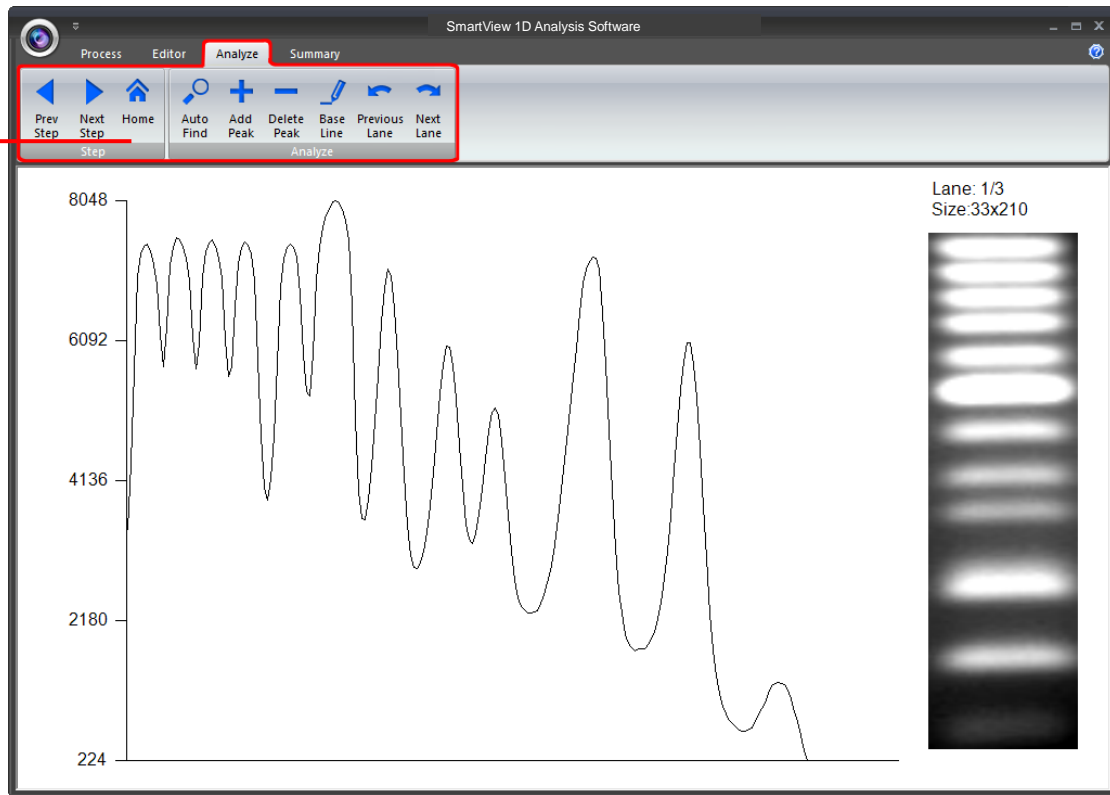 SmartView 1D Analysis Software
Process Editor Analyze Summary
Prev Step
Next Step
Home
Auto Find
Add Peak
Delete Peak
Base Line
Previous Lane
Next Lane
Step
Analyze
Lane: 1/3
Size:33x210
8048
6092
4136
2180
224